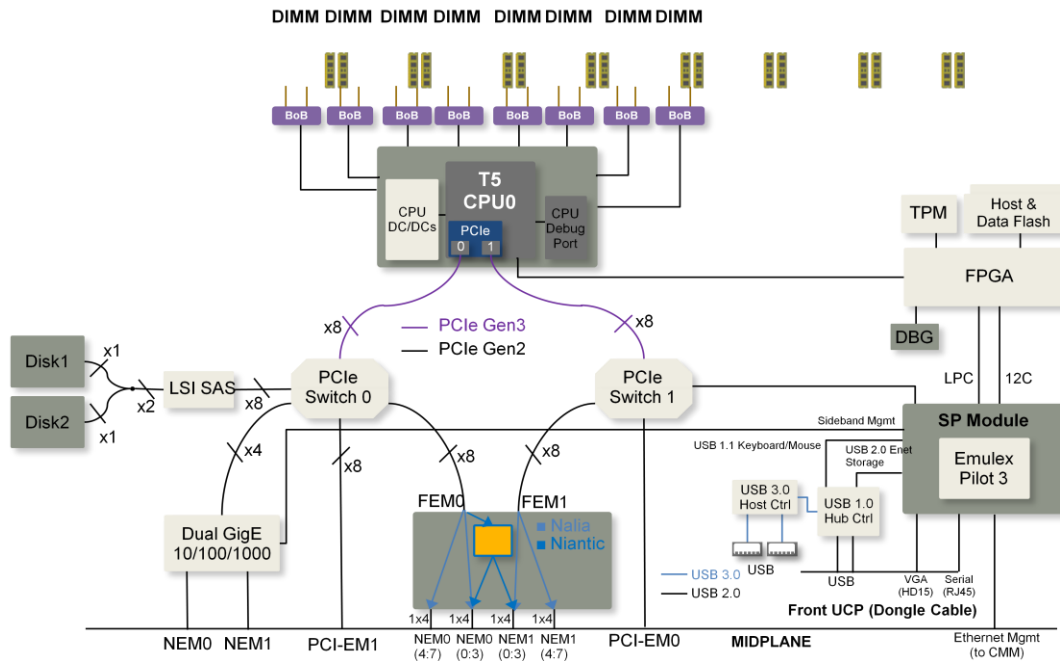 DIMM DIMM DIMM DIMM DIMM DIMM DIMM DIMM
BoB BoB BoB BoB BoB BoB BoB BoB
T5
CPU0
CPU
DC/DCs
PCIe
0 1
CPU
Debug
Port
TPM
Host &
Data Flash
FPGA
DBG
LPC
12C
x8
PCIe Gen3
PCIe Gen2
x8
Disk1
Disk2
x1
x1
x2
LSI SAS
x8
PCIe
Switch 0
PCIe
Switch 1
x4
x8
x8
x8
Sideband Mgmt
SP Module
Emulex
Pilot 3
USB 1.1 Keyboard/Mouse
USB 2.0 Enet
Storage
USB 3.0
Host Ctrl
USB 1.0
Hub Ctrl
USB
USB
USB 3.0
USB 2.0
VGA
(HD15)
Serial
(RJ45)
Front UCP (Dongle Cable)
Dual GigE
10/100/1000
FEM0
FEM1
Nalia
Niantic
1x4 1x4 1x4 1x4
NEM0
NEM1
PCI-EM1
NEM0
(4:7)
NEM0
(0:3)
NEM1
(0:3)
NEM1
(4:7)
PCI-EM0
MIDPLANE
Ethernet Mgmt
(to CMM)